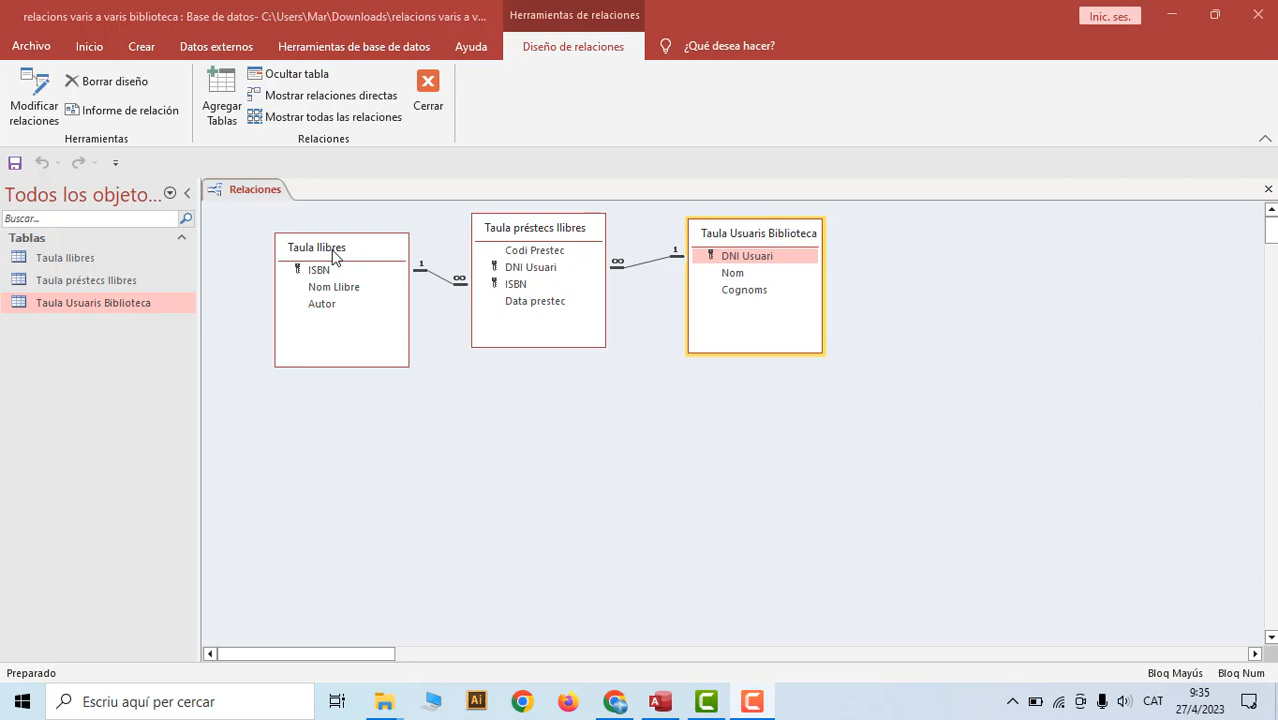 relacions varis a varis biblioteca : Base de datos- C:\Users\Mar\Downloads\relacions varis a v...
Herramientas de relaciones
Inic. ses.
Archivo
Inicio
Crear
Datos externos
Herramientas de base de datos
Ayuda
Diseño de relaciones
¿Qué desea hacer?
Modificar relaciones
Borrar diseño
Informe de relación
Herramientas
Agregar Tablas
Ocultar tabla
Mostrar relaciones directas
Mostrar todas las relaciones
Cerrar
Relaciones
Todos los objeto...
Buscar...
Tablas
Taula llibres
Taula préstecs llibres
Taula Usuaris Biblioteca
Relaciones
Taula llibres
ISBN
Nom Llibre
Autor
1
∞
Taula préstecs llibres
Codi Prestec
DNI Usuari
ISBN
Data prestec
∞
1
Taula Usuaris Biblioteca
DNI Usuari
Nom
Cognoms
Preparado
Bloq Mayús
Bloq Num
Escriu aquí per cercar
Ai
CAT
9:35
27/4/2023